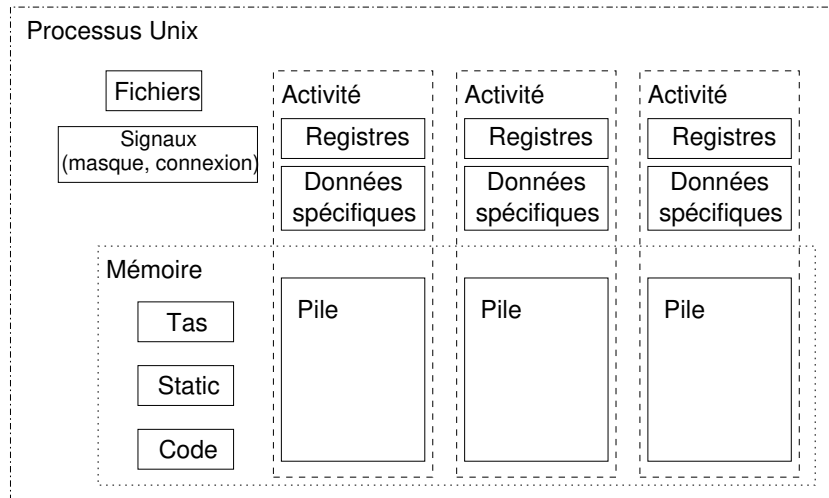 Processus Unix
Fichiers
Signaux
(masque, connexion)
Activité
Registres
Données
spécifiques
Activité
Registres
Données
spécifiques
Activité
Registres
Données
spécifiques
Mémoire
Tas
Static
Code
Pile
Pile
Pile